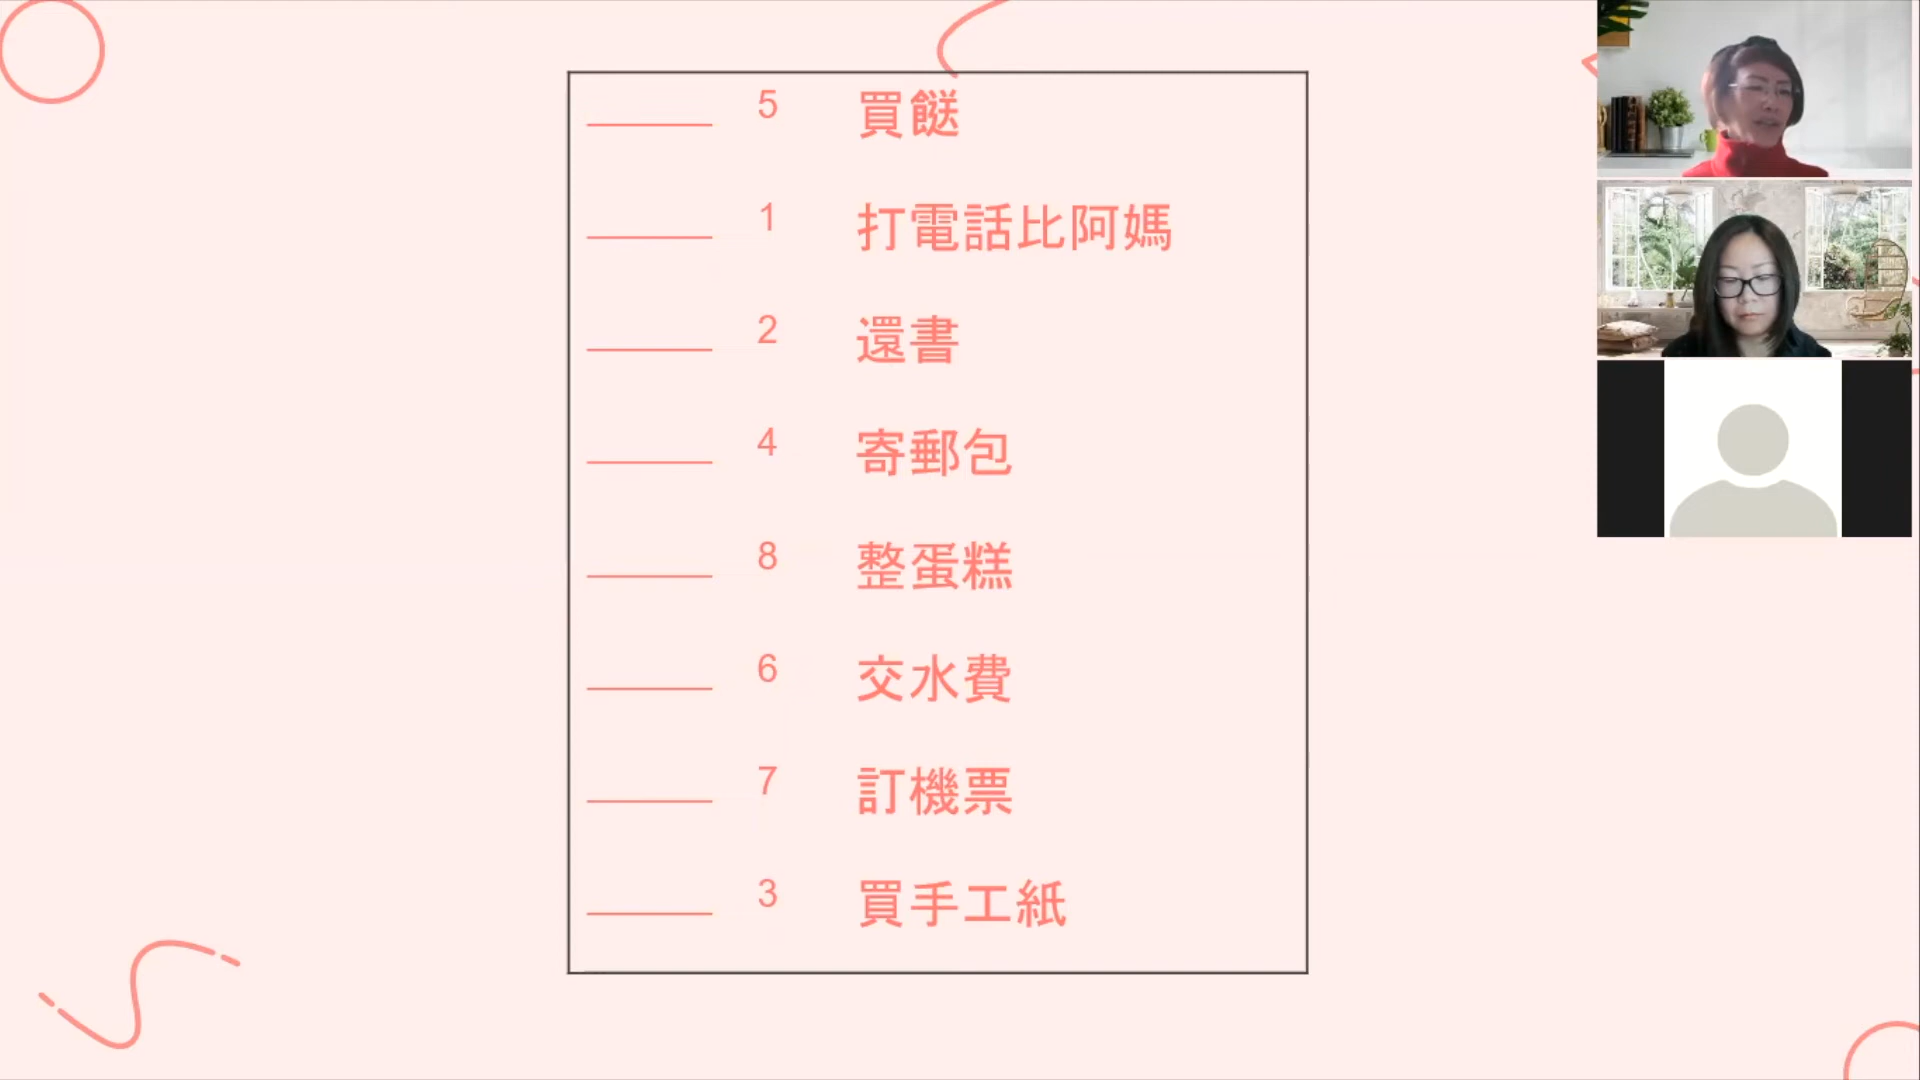 5 買餸
1 打電話比阿媽
2 還書
4 寄郵包
8 整蛋糕
6 交水費
7 訂機票
3 買手工紙